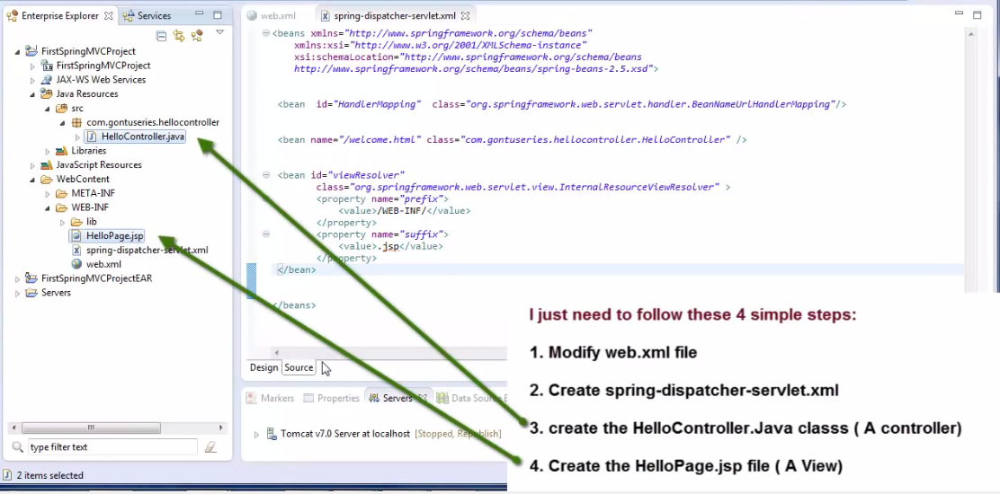 Enterprise Explorer
Services
FirstSpringMVCProject
FirstSpringMVCProject
JAX-WS Web Services
Java Resources
src
com.gontuseries.hellocontroller
HelloController.java
Libraries
JavaScript Resources
WebContent
META-INF
WEB-INF
lib
HelloPage.jsp
spring-dispatcher-servlet.xml
web.xml
FirstSpringMVCProjectEAR
Servers
type filter text
2 items selected
web.xml
spring-dispatcher-servlet.xml
<beans xmlns="http://www.springframework.org/schema/beans"
xmlns:xsi="http://www.w3.org/2001/XMLSchema-instance"
xsi:schemaLocation="http://www.springframework.org/schema/beans
http://www.springframework.org/schema/beans/spring-beans-2.5.xsd">
<bean id="HandlerMapping" class="org.springframework.web.servlet.handler.BeanNameUrlHandlerMapping"/>
<bean name="/welcome.html" class="com.gontuseries.hellocontroller.HelloController" />
<bean id="viewResolver"
class="org.springframework.web.servlet.view.InternalResourceViewResolver" >
<property name="prefix">
<value>/WEB-INF/</value>
</property>
<property name="suffix">
<value>.jsp</value>
</property>
</bean>
</beans>
Design Source
Markers Properties Servers Data Source
Tomcat v7.0 Server at localhost [Stopped, Republish]
I just need to follow these 4 simple steps:
1. Modify web.xml file
2. Create spring-dispatcher-servlet.xml
3. create the HelloController.Java classs ( A controller)
4. Create the HelloPage.jsp file ( A View)